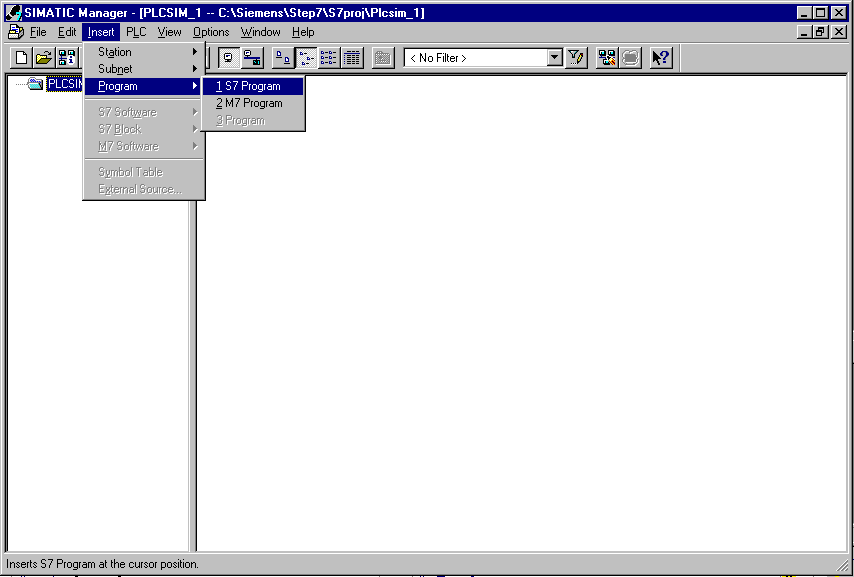 SIMATIC Manager - [PLCSIM_1 -- C:\Siemens\Step7\S7proj\Plcsim_1]
File Edit Insert PLC View Options Window Help
< No Filter >
Station
Subnet
Program
S7 Software
S7 Block
M7 Software
Symbol Table
External Source...
1 S7 Program
2 M7 Program
3 Program
PLCSIM
Inserts S7 Program at the cursor position.